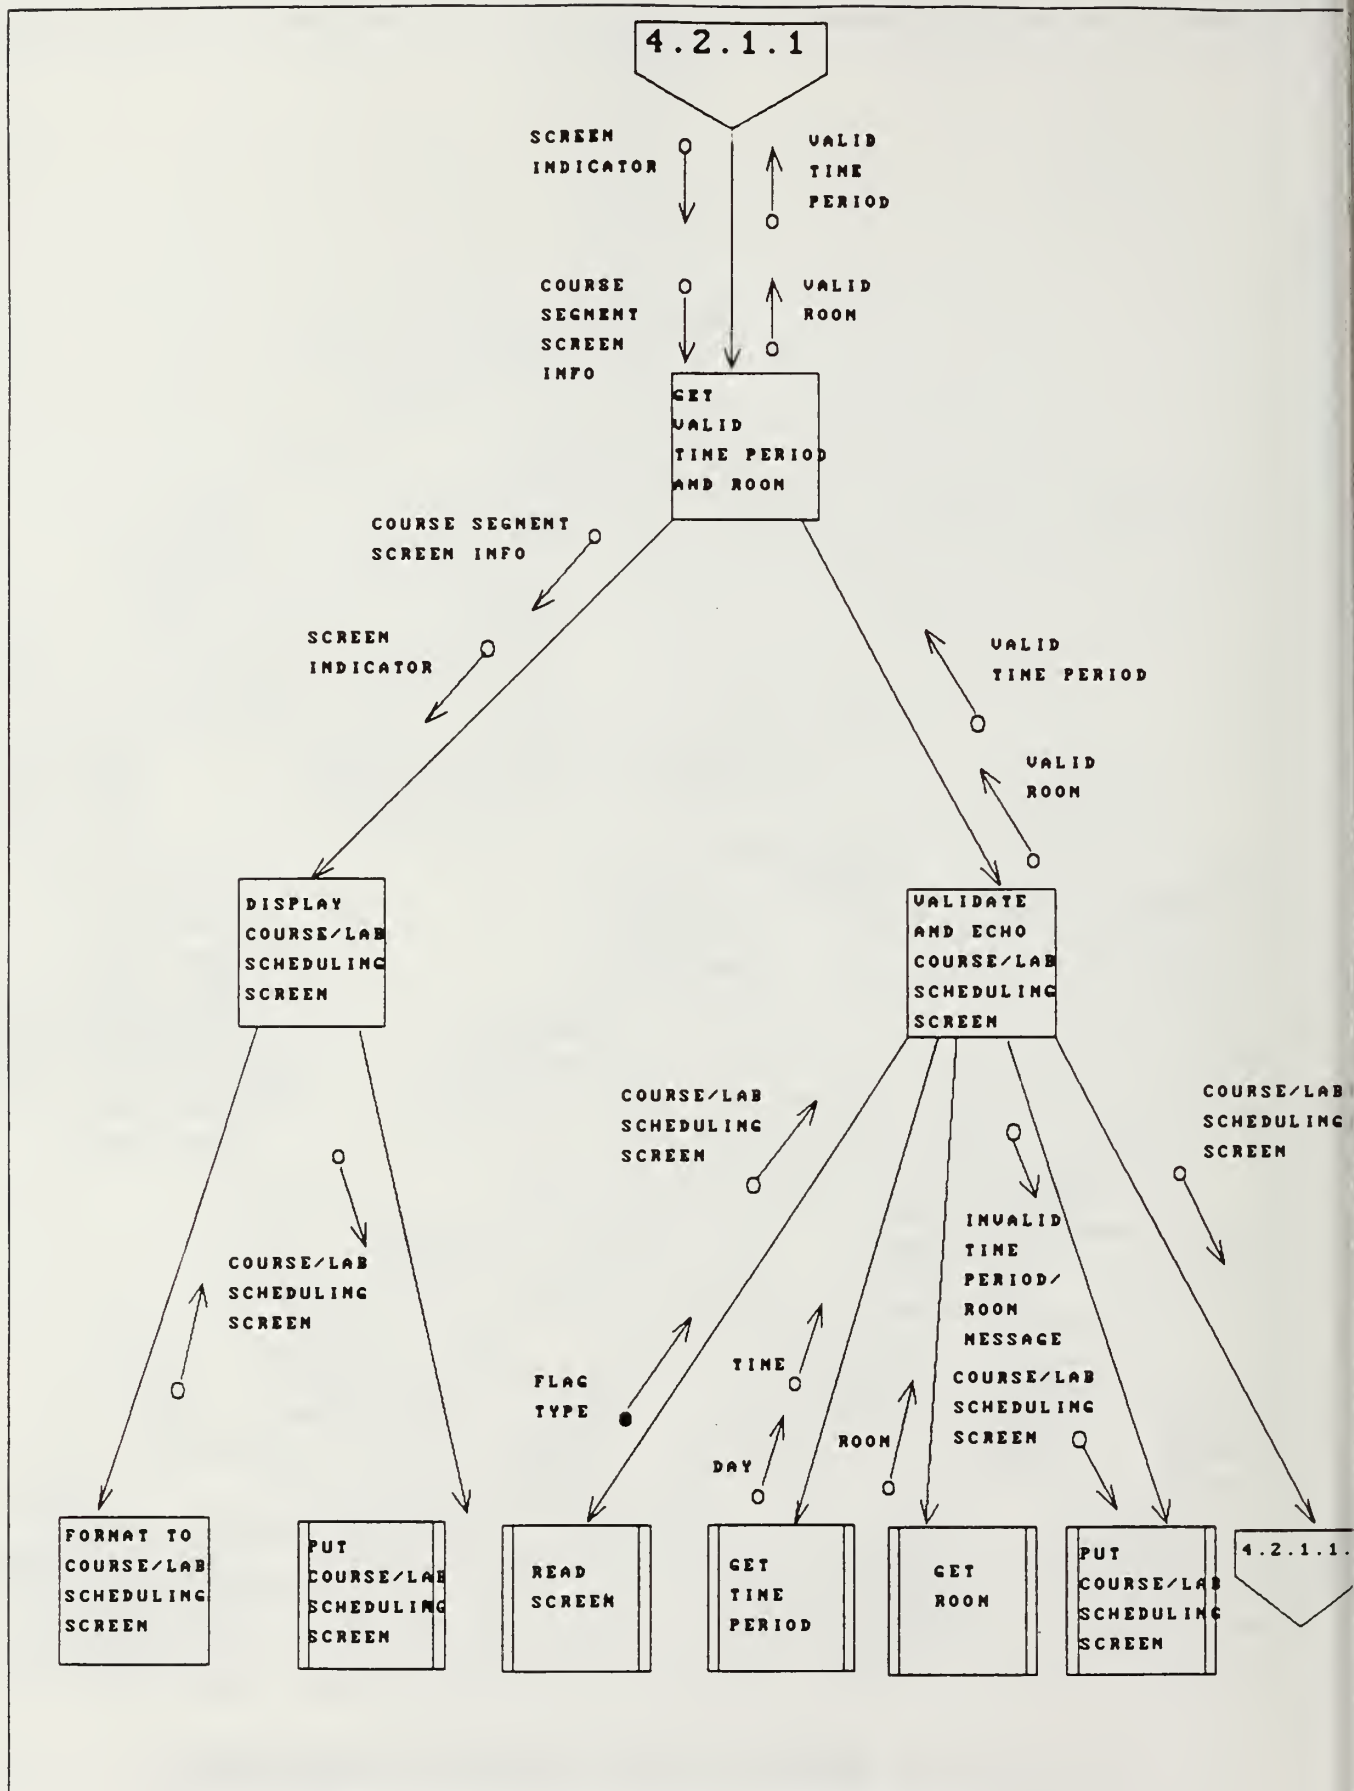 4.2.1.1
SCREEN
INDICATOR
VALID
TIME
PERIOD
COURSE
SEGMENT
SCREEN
INFO
VALID
ROOM
GET
VALID
TIME PERIOD
AND ROOM
COURSE SEGMENT
SCREEN INFO
SCREEN
INDICATOR
VALID
TIME PERIOD
VALID
ROOM
DISPLAY
COURSE/LAB
SCHEDULING
SCREEN
VALIDATE
AND ECHO
COURSE/LAB
SCHEDULING
SCREEN
COURSE/LAB
SCHEDULING
SCREEN
COURSE/LAB
SCHEDULING
SCREEN
COURSE/LAB
SCHEDULING
SCREEN
INVALID
TIME
PERIOD/
ROOM
MESSAGE
FLAG
TYPE
TIME
DAY
ROOM
COURSE/LAB
SCHEDULING
SCREEN
FORMAT TO
COURSE/LAB
SCHEDULING
SCREEN
PUT
COURSE/LAB
SCHEDULING
SCREEN
READ
SCREEN
GET
TIME
PERIOD
GET
ROOM
PUT
COURSE/LAB
SCHEDULING
SCREEN
4.2.1.1.